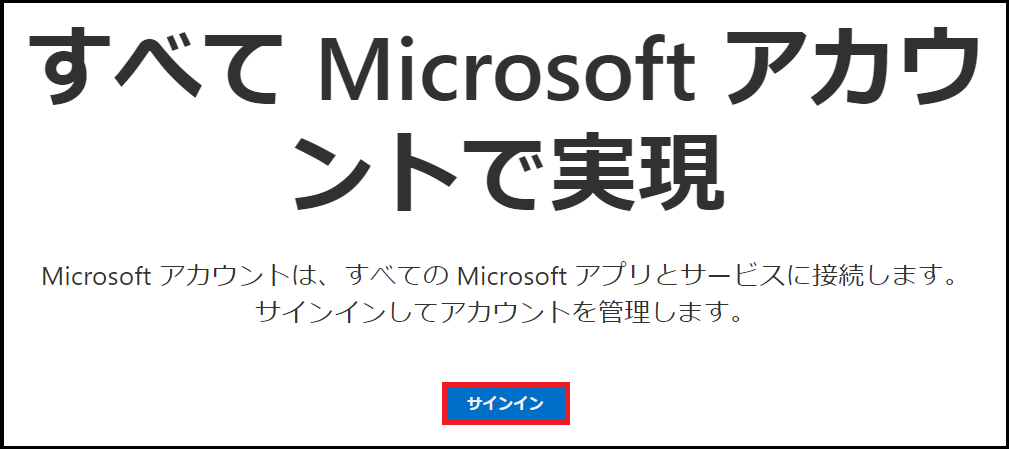 すべて Microsoft アカウ
ントで実現
Microsoft アカウントは、すべての Microsoft アプリとサービスに接続します。
サインインしてアカウントを管理します。
サインイン